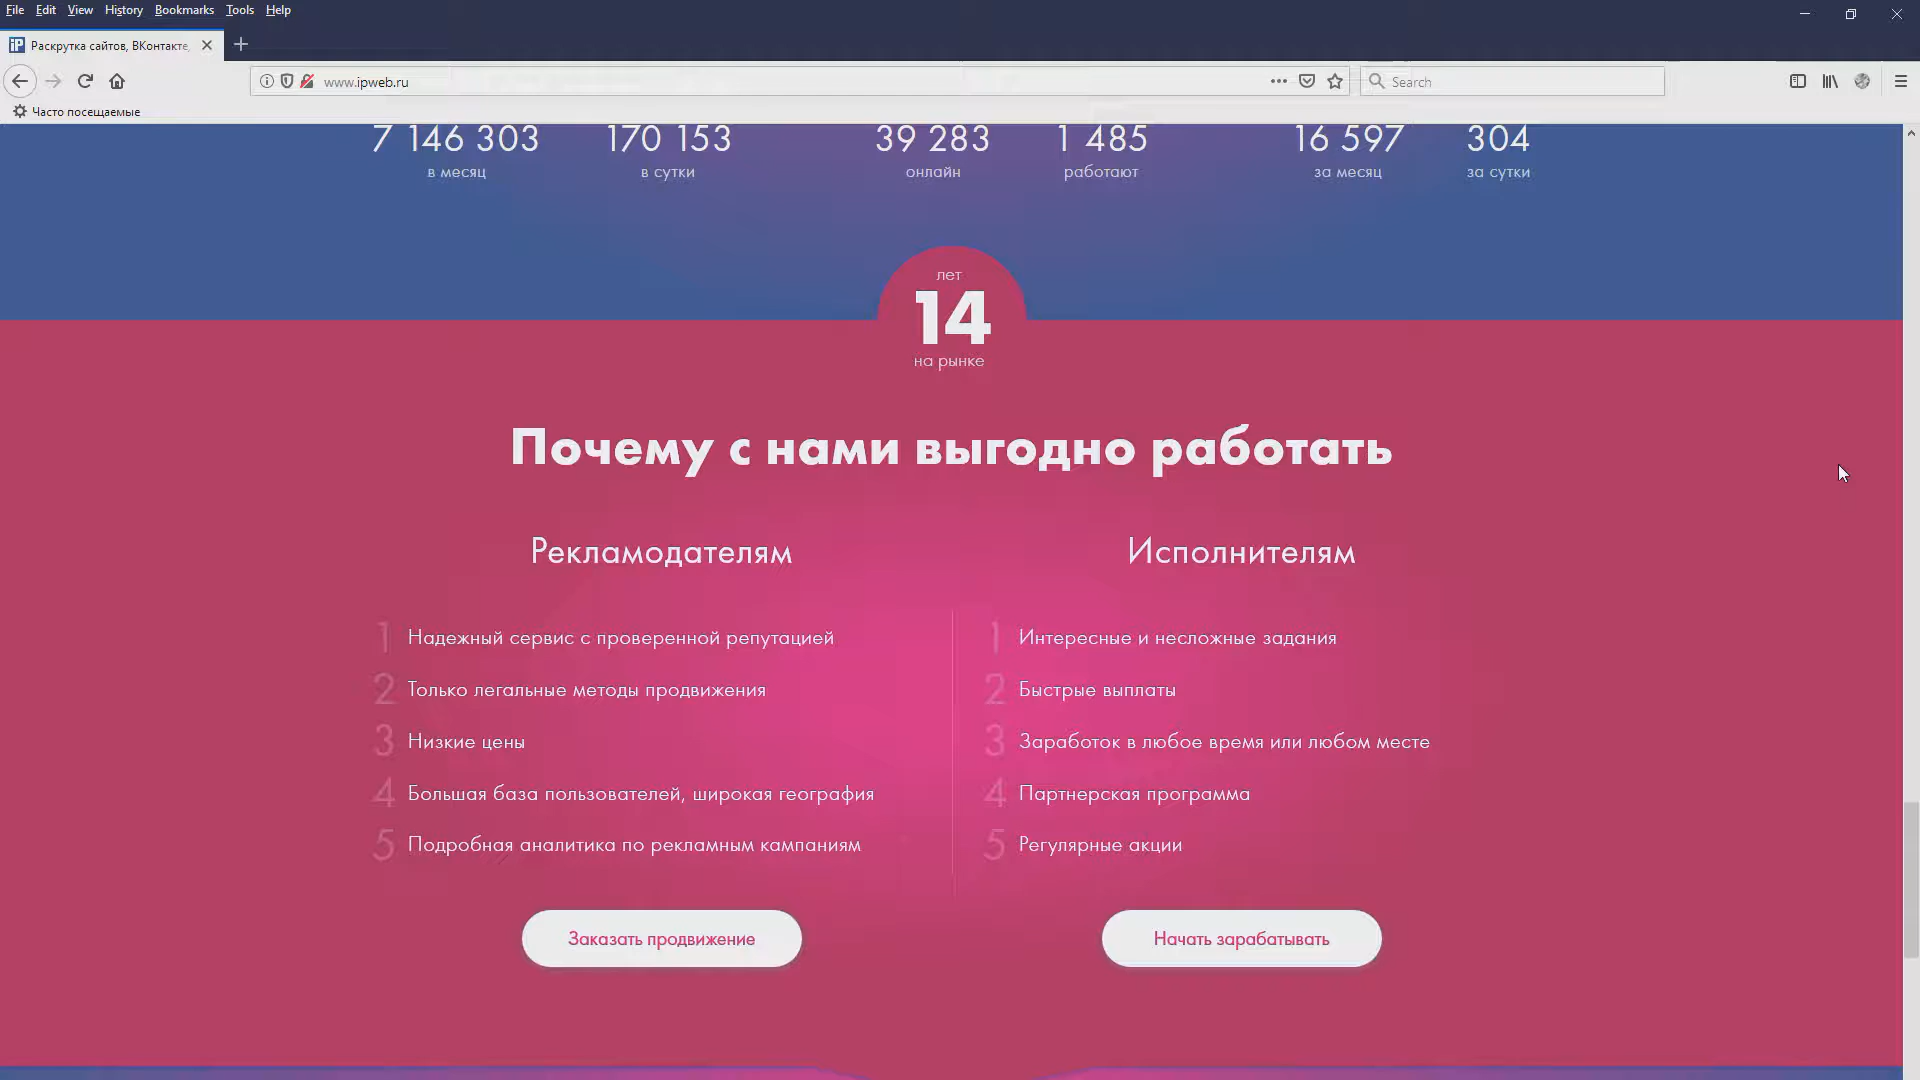 File Edit View History Bookmarks Tools Help
Раскрутка сайтов, ВКонтакте,
www.ipweb.ru
Search
Часто посещаемые
7 146 303 170 153 39 283 1 485 16 597 304
в месяц в сутки онлайн работают за месяц за сутки
лет
14
на рынке
Почему с нами выгодно работать
Рекламодателям Исполнителям
1 Надежный сервис с проверенной репутацией
2 Только легальные методы продвижения
3 Низкие цены
4 Большая база пользователей, широкая география
5 Подробная аналитика по рекламным кампаниям
Заказать продвижение
1 Интересные и несложные задания
2 Быстрые выплаты
3 Заработок в любое время или любом месте
4 Партнерская программа
5 Регулярные акции
Начать зарабатывать